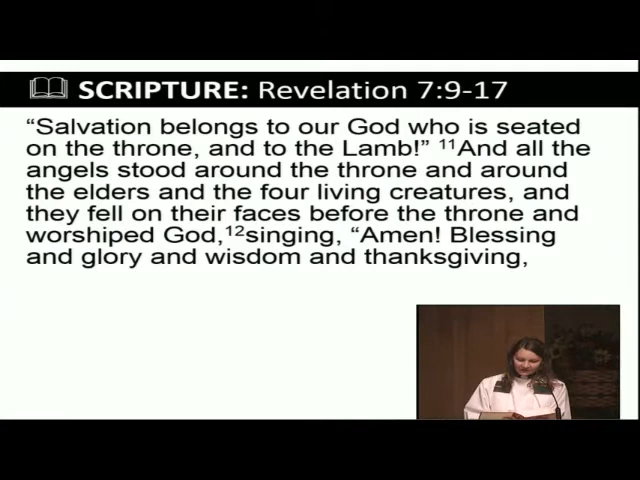 SCRIPTURE: Revelation 7:9-17
“Salvation belongs to our God who is seated
on the throne, and to the Lamb!” ¹¹And all the
angels stood around the throne and around
the elders and the four living creatures, and
they fell on their faces before the throne and
worshiped God,¹²singing, “Amen! Blessing
and glory and wisdom and thanksgiving,